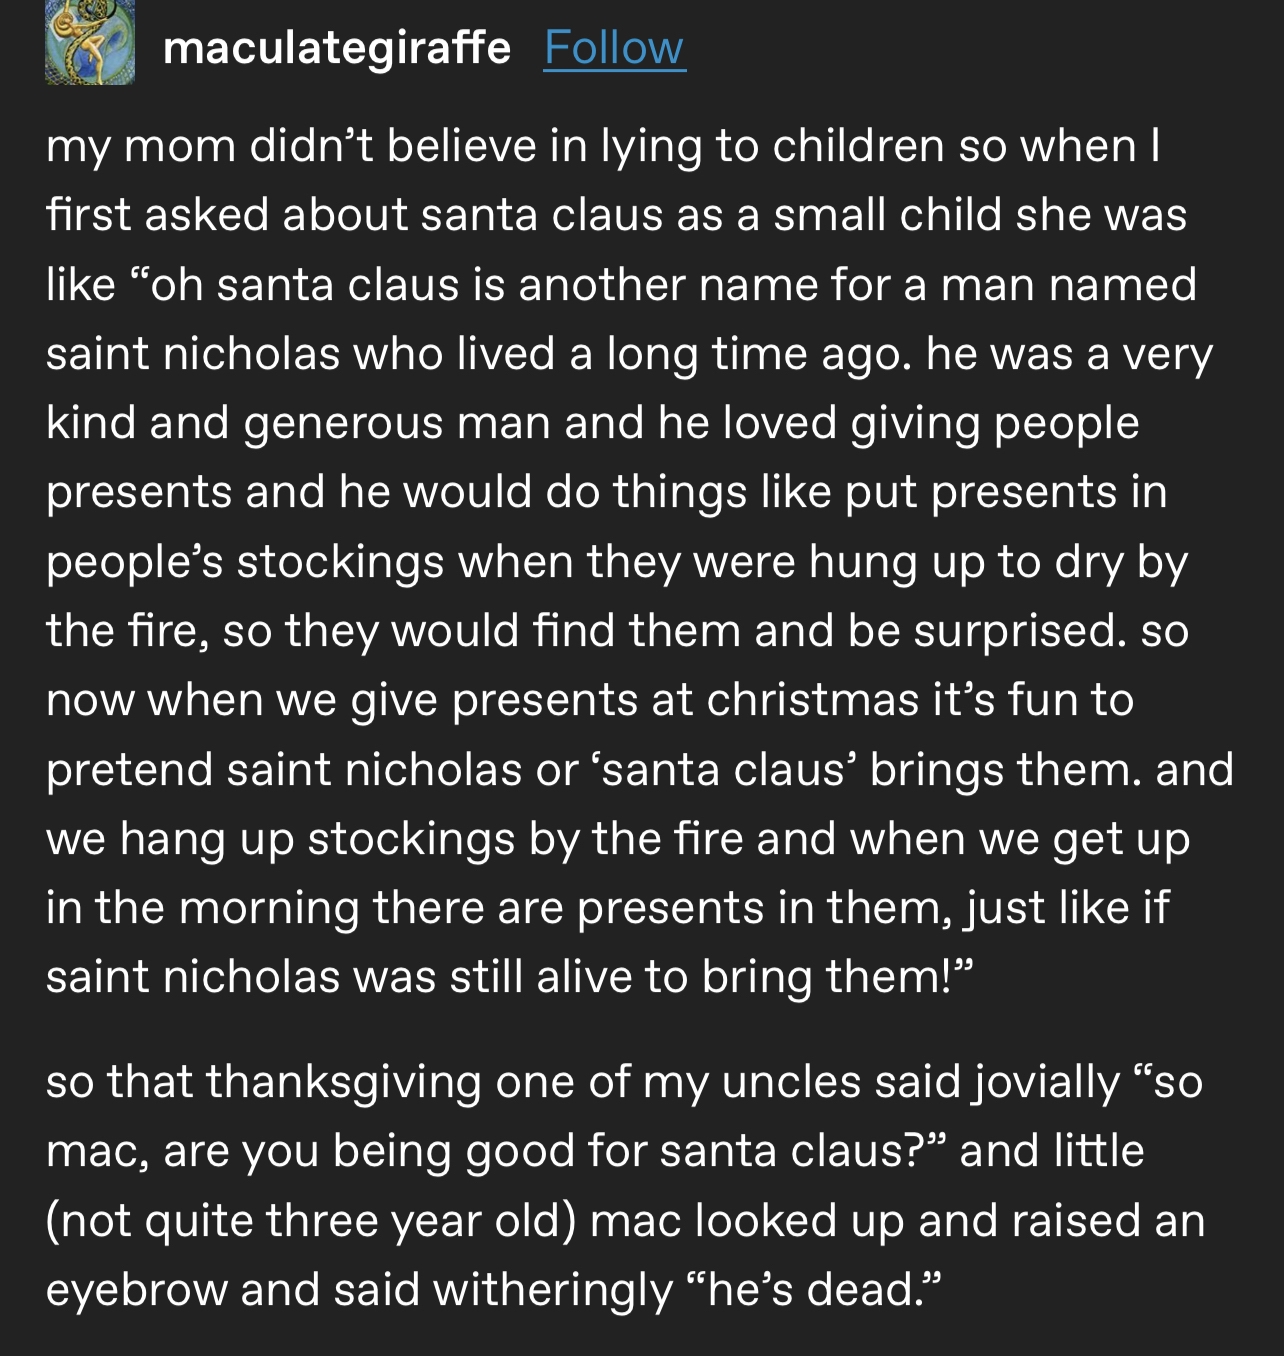 maculategiraffe Follow
my mom didn’t believe in lying to children so when I
first asked about santa claus as a small child she was
like “oh santa claus is another name for a man named
saint nicholas who lived a long time ago. he was a very
kind and generous man and he loved giving people
presents and he would do things like put presents in
people’s stockings when they were hung up to dry by
the fire, so they would find them and be surprised. so
now when we give presents at christmas it’s fun to
pretend saint nicholas or ‘santa claus’ brings them. and
we hang up stockings by the fire and when we get up
in the morning there are presents in them, just like if
saint nicholas was still alive to bring them!”
so that thanksgiving one of my uncles said jovially “so
mac, are you being good for santa claus?” and little
(not quite three year old) mac looked up and raised an
eyebrow and said witheringly “he’s dead.”